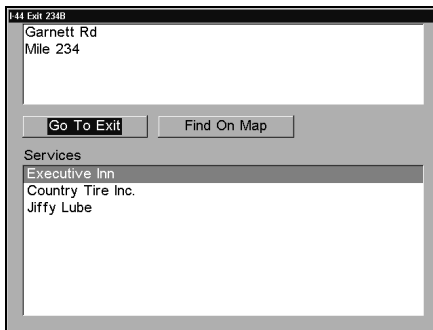 I-44 Exit 234B
Garnett Rd
Mile 234
Go To Exit Find On Map
Services
Executive Inn
Country Tire Inc.
Jiffy Lube